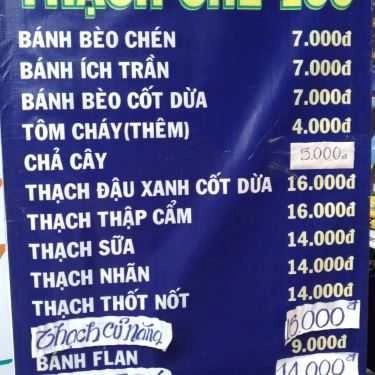 BÁNH BÈO CHÉN 7.000đ
BÁNH ÍCH TRẦN 7.000đ
BÁNH BÈO CỐT DỪA 7.000đ
TÔM CHÁY(THÊM) 4.000đ
CHẢ CÂY 15.000đ
THẠCH ĐẬU XANH CỐT DỪA 16.000đ
THẠCH THẬP CẨM 16.000đ
THẠCH SỮA 14.000đ
THẠCH NHÃN 14.000đ
THẠCH THỐT NỐT 14.000đ
Thạch củ năng 15.000đ
BÁNH FLAN 9.000đ
14.000đ